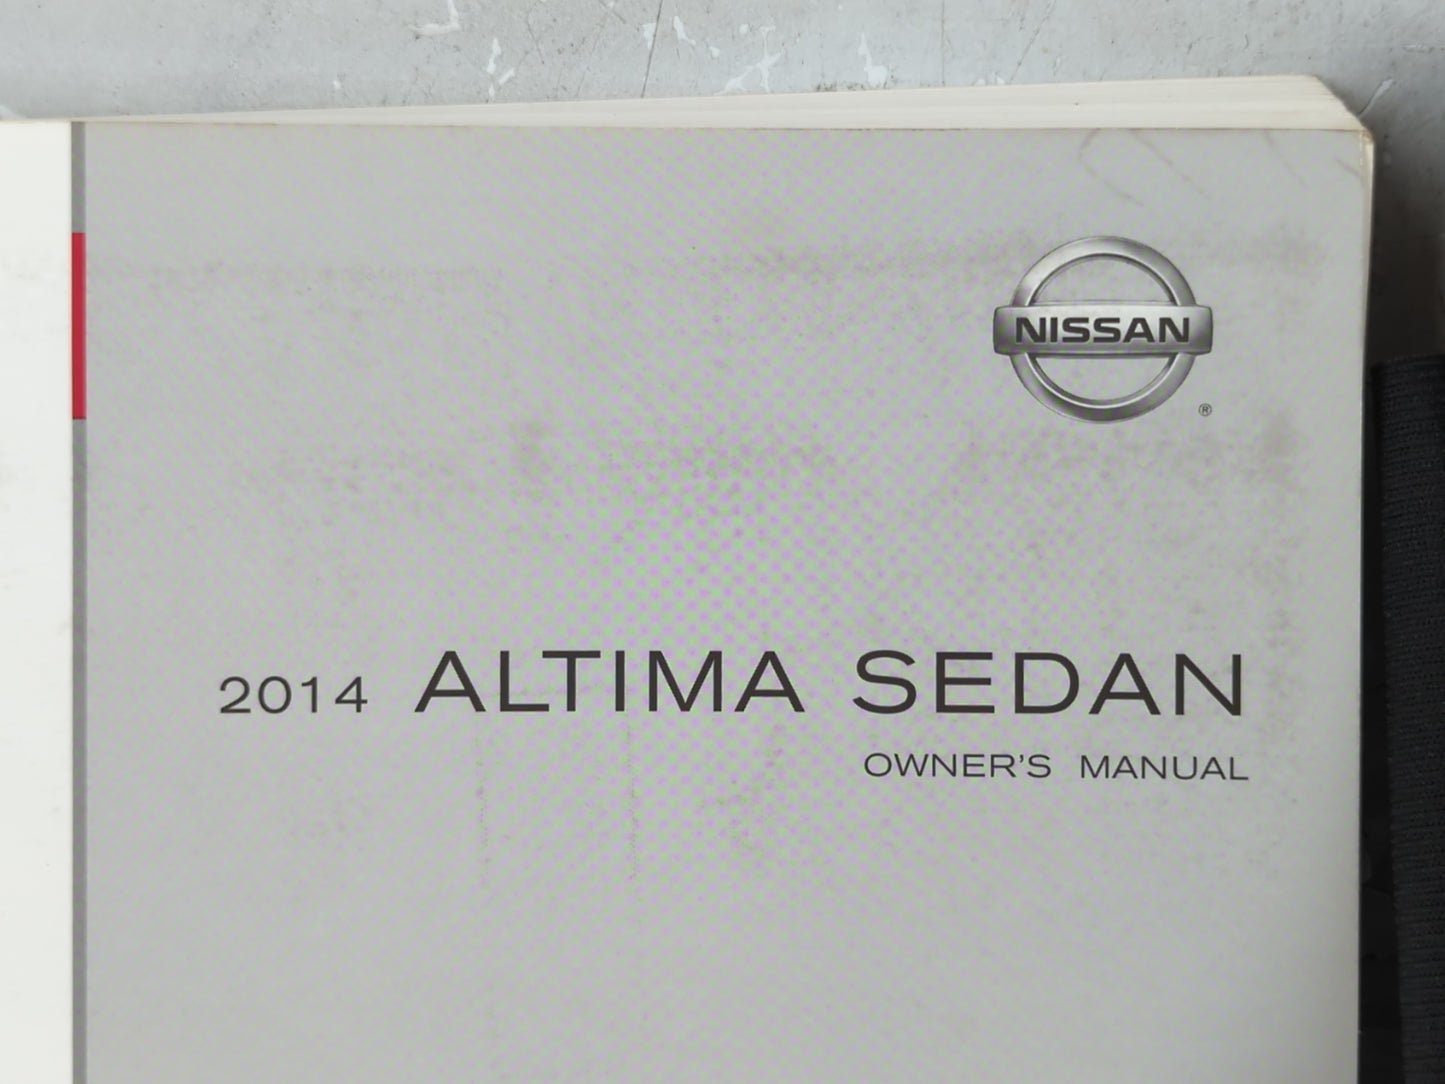 NISSAN
®
2014 ALTIMA SEDAN
OWNER'S MANUAL